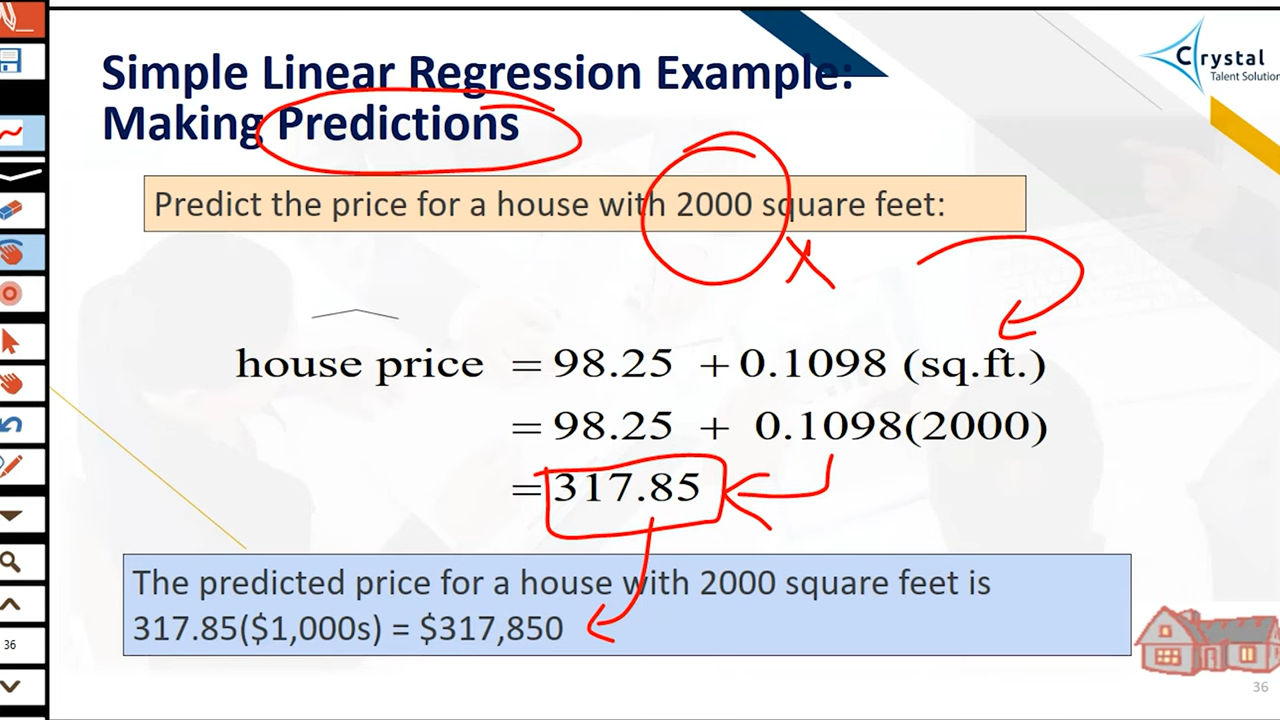 Simple Linear Regression Example:
Making Predictions
Crystal
Talent Solution
Predict the price for a house with 2000 square feet:
X
house price = 98.25 + 0.1098 (sq.ft.)
= 98.25 + 0.1098(2000)
= 317.85
The predicted price for a house with 2000 square feet is
317.85($1,000s) = $317,850
36
36